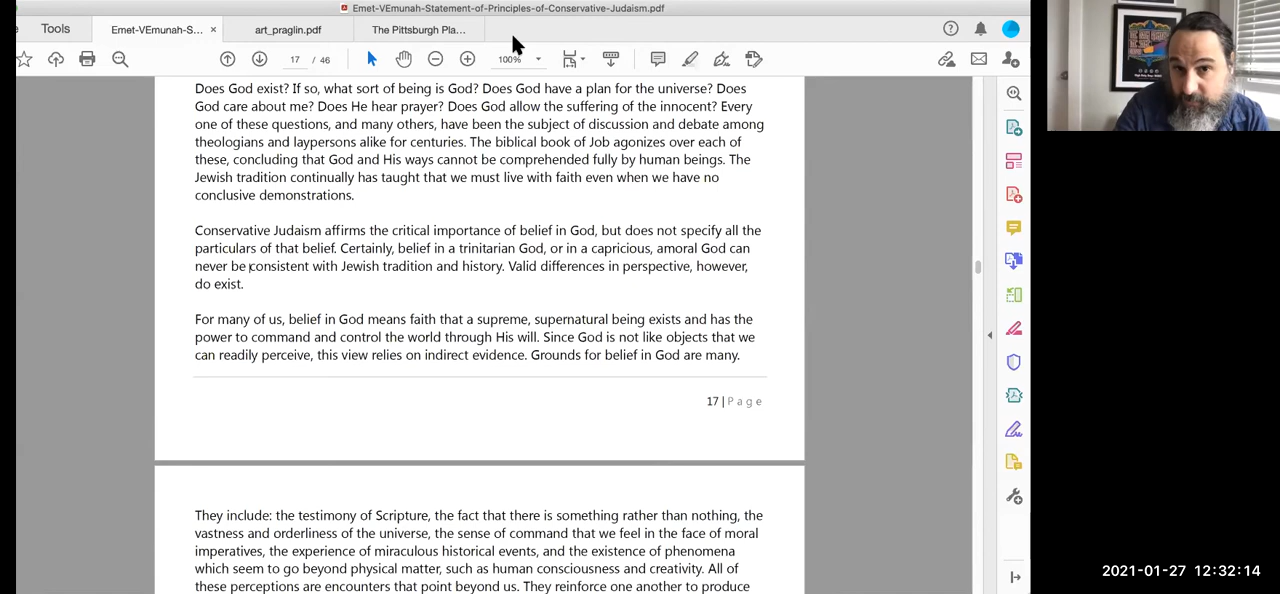 Emet-VEmunah-Statement-of-Principles-of-Conservative-Judaism.pdf
Tools
Emet-VEmunah-S... ×
art_praglin.pdf
The Pittsburgh Pla...
17 / 46
100%
Does God exist? If so, what sort of being is God? Does God have a plan for the universe? Does
God care about me? Does He hear prayer? Does God allow the suffering of the innocent? Every
one of these questions, and many others, have been the subject of discussion and debate among
theologians and laypersons alike for centuries. The biblical book of Job agonizes over each of
these, concluding that God and His ways cannot be comprehended fully by human beings. The
Jewish tradition continually has taught that we must live with faith even when we have no
conclusive demonstrations.
Conservative Judaism affirms the critical importance of belief in God, but does not specify all the
particulars of that belief. Certainly, belief in a trinitarian God, or in a capricious, amoral God can
never be consistent with Jewish tradition and history. Valid differences in perspective, however,
do exist.
For many of us, belief in God means faith that a supreme, supernatural being exists and has the
power to command and control the world through His will. Since God is not like objects that we
can readily perceive, this view relies on indirect evidence. Grounds for belief in God are many.
17 | Page
They include: the testimony of Scripture, the fact that there is something rather than nothing, the
vastness and orderliness of the universe, the sense of command that we feel in the face of moral
imperatives, the experience of miraculous historical events, and the existence of phenomena
which seem to go beyond physical matter, such as human consciousness and creativity. All of
these perceptions are encounters that point beyond us. They reinforce one another to produce
2021-01-27 12:32:14